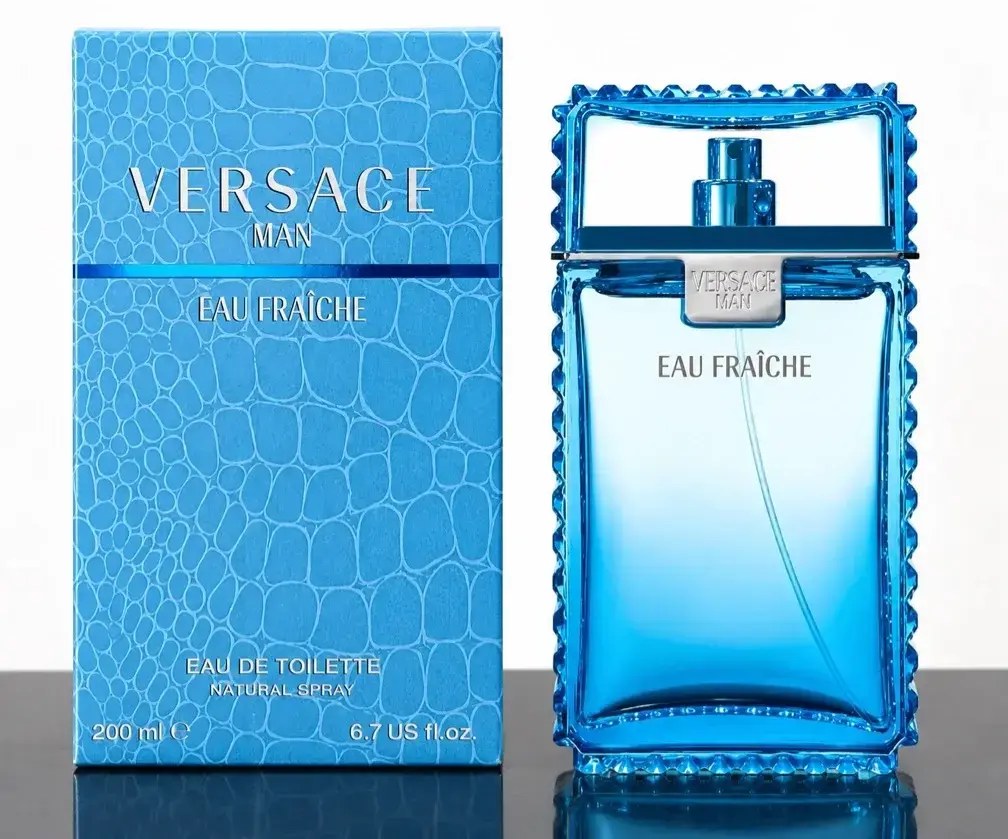 VERSACE
MAN
EAU FRAÎCHE
EAU DE TOILETTE
NATURAL SPRAY
200 ml ℮
6.7 US fl.oz.
VERSACE
MAN
EAU FRAÎCHE